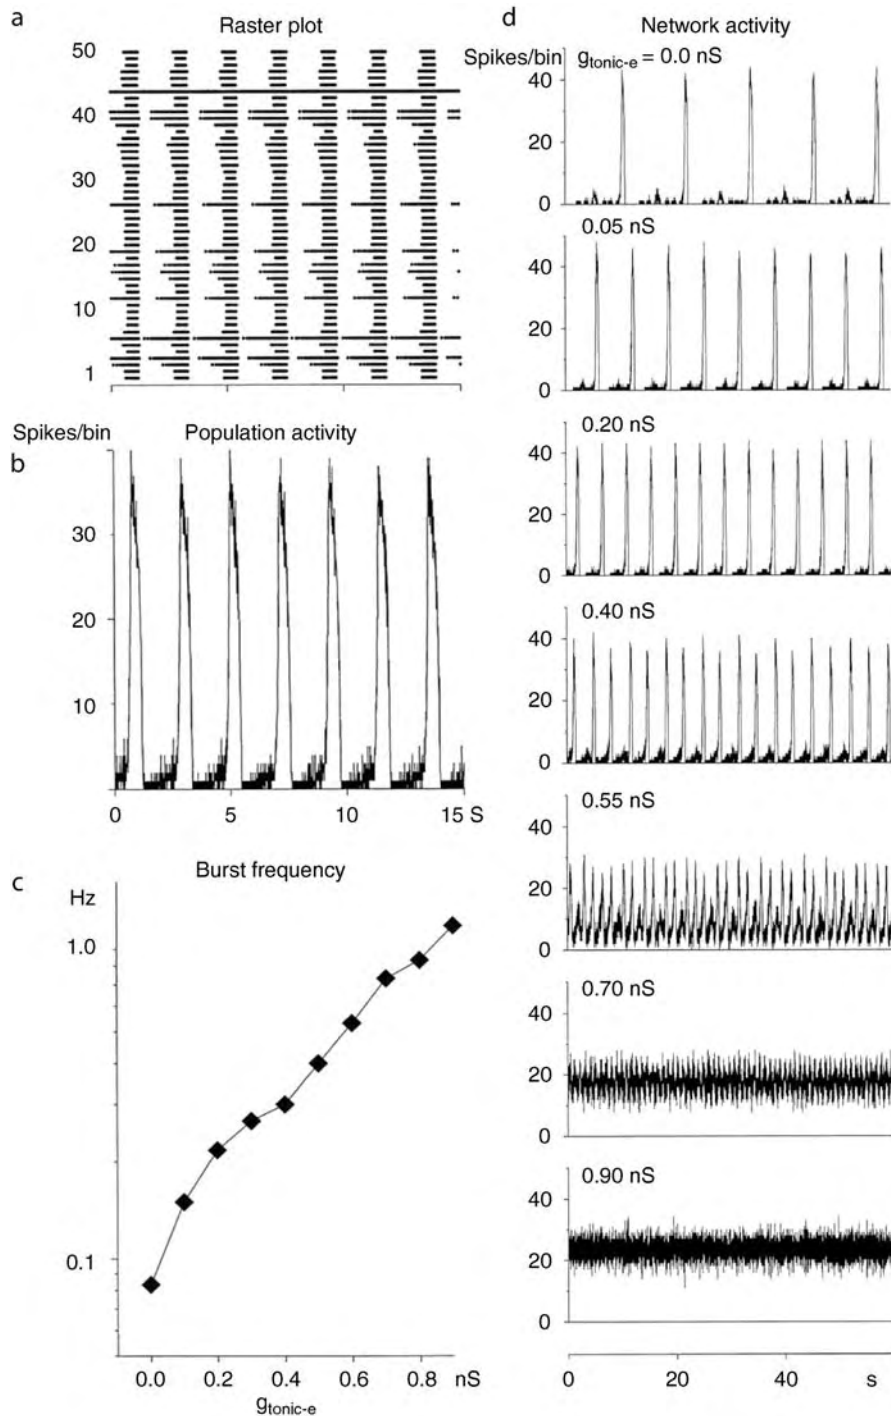 a
Raster plot
50
40
30
20
10
1
Spikes/bin
Population activity
b
30
20
10
0
5
10
15 S
c
Burst frequency
Hz
1.0
0.1
0.0
0.2
0.4
0.6
0.8
nS
gtonic-e
d
Network activity
Spikes/bin
gtonic-e = 0.0 nS
40
20
0
0.05 nS
40
20
0
0.20 nS
40
20
0
0.40 nS
40
20
0
0.55 nS
40
20
0
0.70 nS
40
20
0
0.90 nS
40
20
0
0
20
40
s